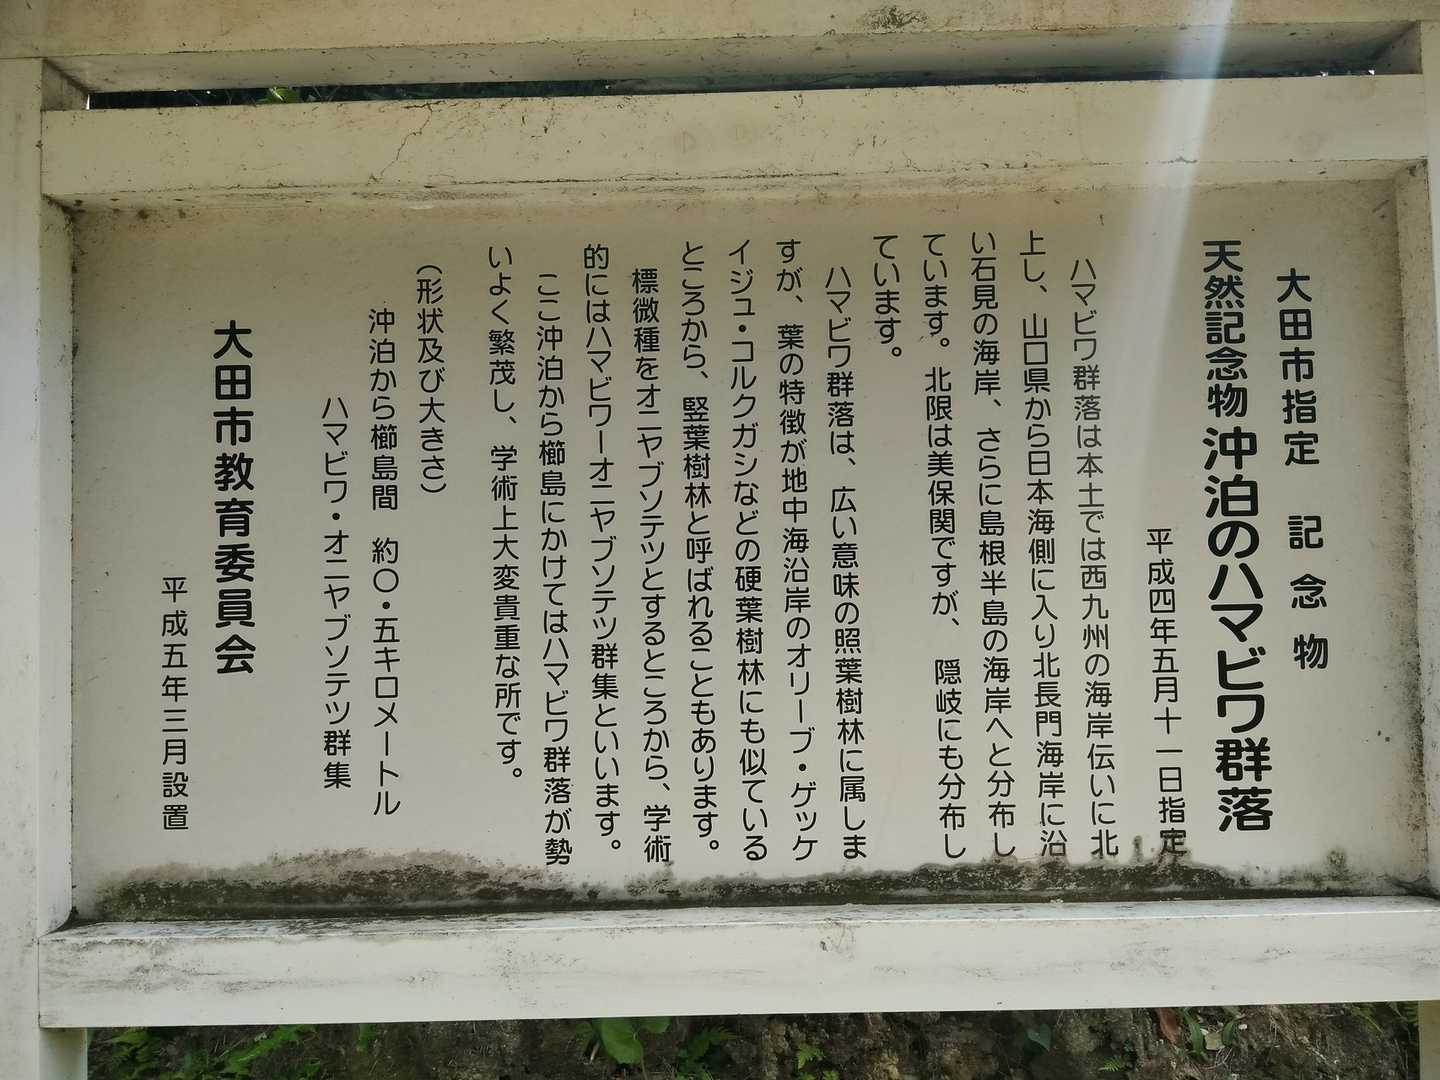 大田市指定　記念物
天然記念物 沖泊のハマビワ群落
平成四年五月十一日指定
ハマビワ群落は本土では西九州の海岸伝いに北
上し、山口県から日本海側に入り北長門海岸に沿
い石見の海岸、さらに島根半島の海岸へと分布し
ています。北限は美保関ですが、隠岐にも分布し
ています。
ハマビワ群落は、広い意味の照葉樹林に属しま
すが、葉の特徴が地中海沿岸のオリーブ・ゲッケ
イジュ・コルクガシなどの硬葉樹林にも似ている
ところから、竪葉樹林と呼ばれることもあります。
標微種をオニヤブソテツとするところから、学術
的にはハマビワーオニヤブソテツ群集といいます。
ここ沖泊から櫛島にかけてはハマビワ群落が勢
いよく繁茂し、学術上大変貴重な所です。
（形状及び大きさ）
沖泊から櫛島間　約〇・五キロメートル
ハマビワ・オニヤブソテツ群集
大田市教育委員会
平成五年三月設置